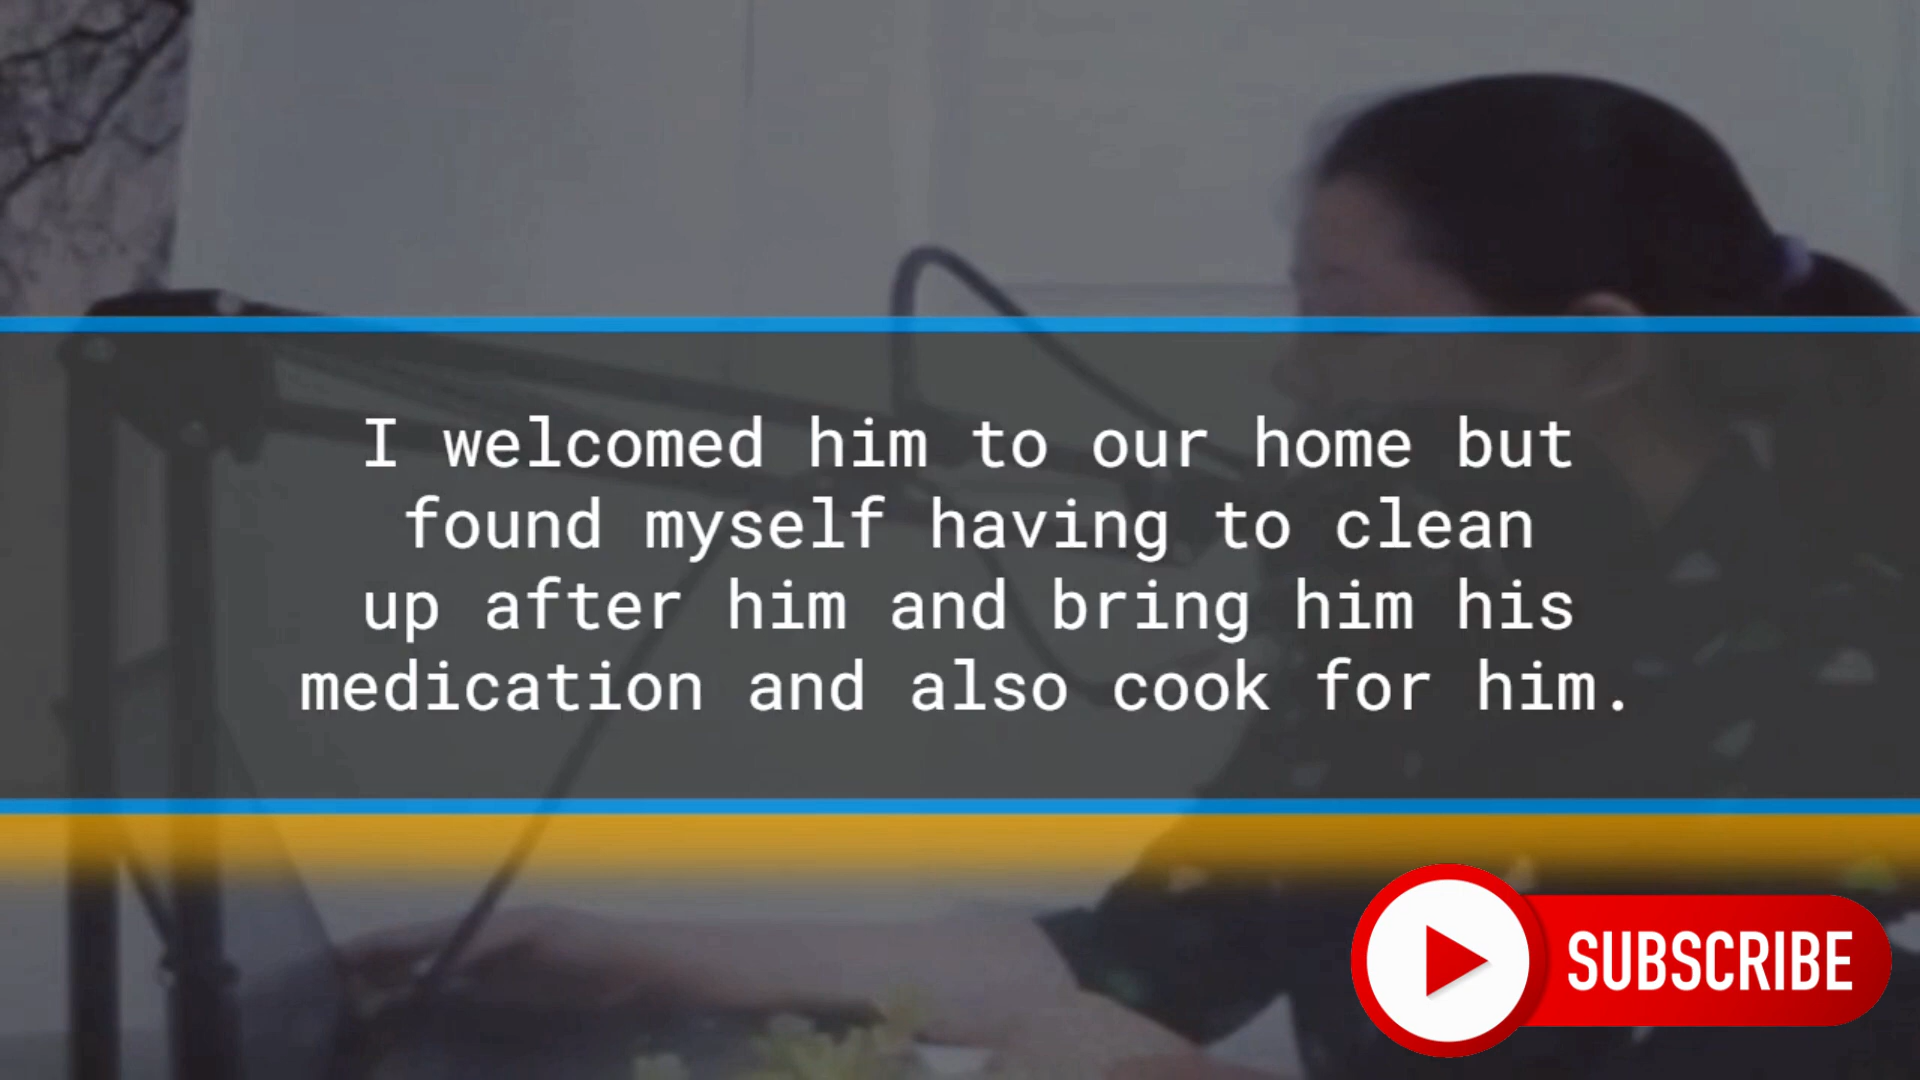 I welcomed him to our home but
found myself having to clean
up after him and bring him his
medication and also cook for him.
SUBSCRIBE